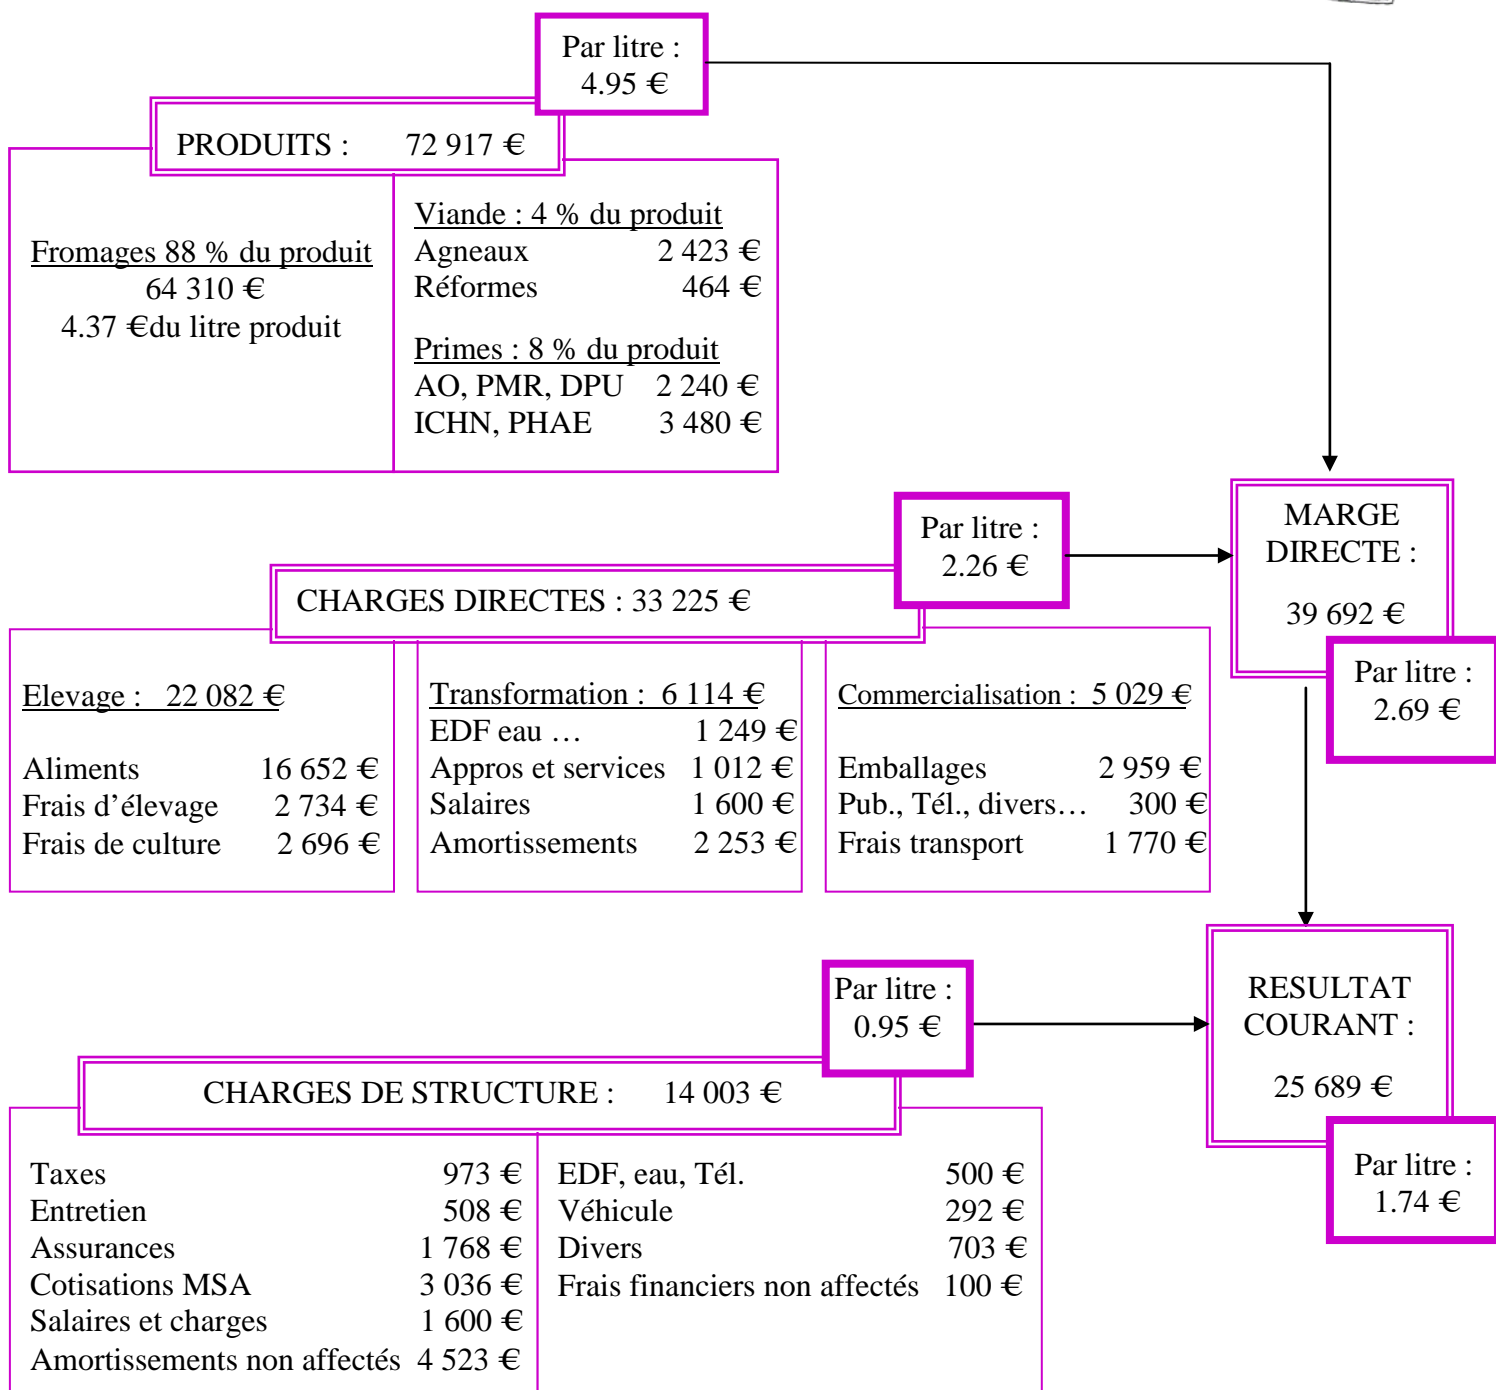 Par litre :
4.95 €
PRODUITS : 72 917 €
Fromages 88 % du produit
64 310 €
4.37 €du litre produit
Viande : 4 % du produit
Agneaux 2 423 €
Réformes 464 €
Primes : 8 % du produit
AO, PMR, DPU 2 240 €
ICHN, PHAE 3 480 €
Par litre :
2.26 €
MARGE
DIRECTE :
39 692 €
Par litre :
2.69 €
CHARGES DIRECTES : 33 225 €
Elevage : 22 082 €
Aliments 16 652 €
Frais d’élevage 2 734 €
Frais de culture 2 696 €
Transformation : 6 114 €
EDF eau … 1 249 €
Appros et services 1 012 €
Salaires 1 600 €
Amortissements 2 253 €
Commercialisation : 5 029 €
Emballages 2 959 €
Pub., Tél., divers… 300 €
Frais transport 1 770 €
Par litre :
0.95 €
RESULTAT
COURANT :
25 689 €
Par litre :
1.74 €
CHARGES DE STRUCTURE : 14 003 €
Taxes 973 €
Entretien 508 €
Assurances 1 768 €
Cotisations MSA 3 036 €
Salaires et charges 1 600 €
Amortissements non affectés 4 523 €
EDF, eau, Tél. 500 €
Véhicule 292 €
Divers 703 €
Frais financiers non affectés 100 €